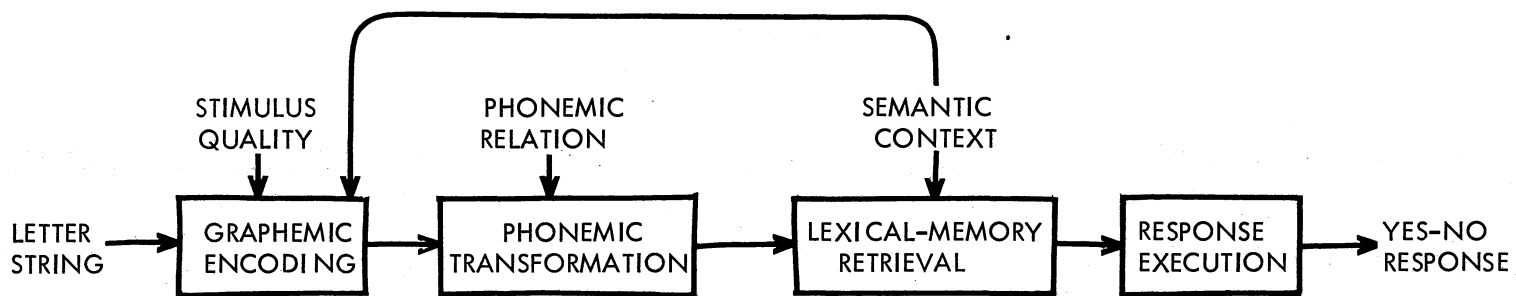 STIMULUS
QUALITY
PHONEMIC
RELATION
SEMANTIC
CONTEXT
LETTER
STRING
GRAPHEMIC
ENCODING
PHONEMIC
TRANSFORMATION
LEXICAL-MEMORY
RETRIEVAL
RESPONSE
EXECUTION
YES-NO
RESPONSE